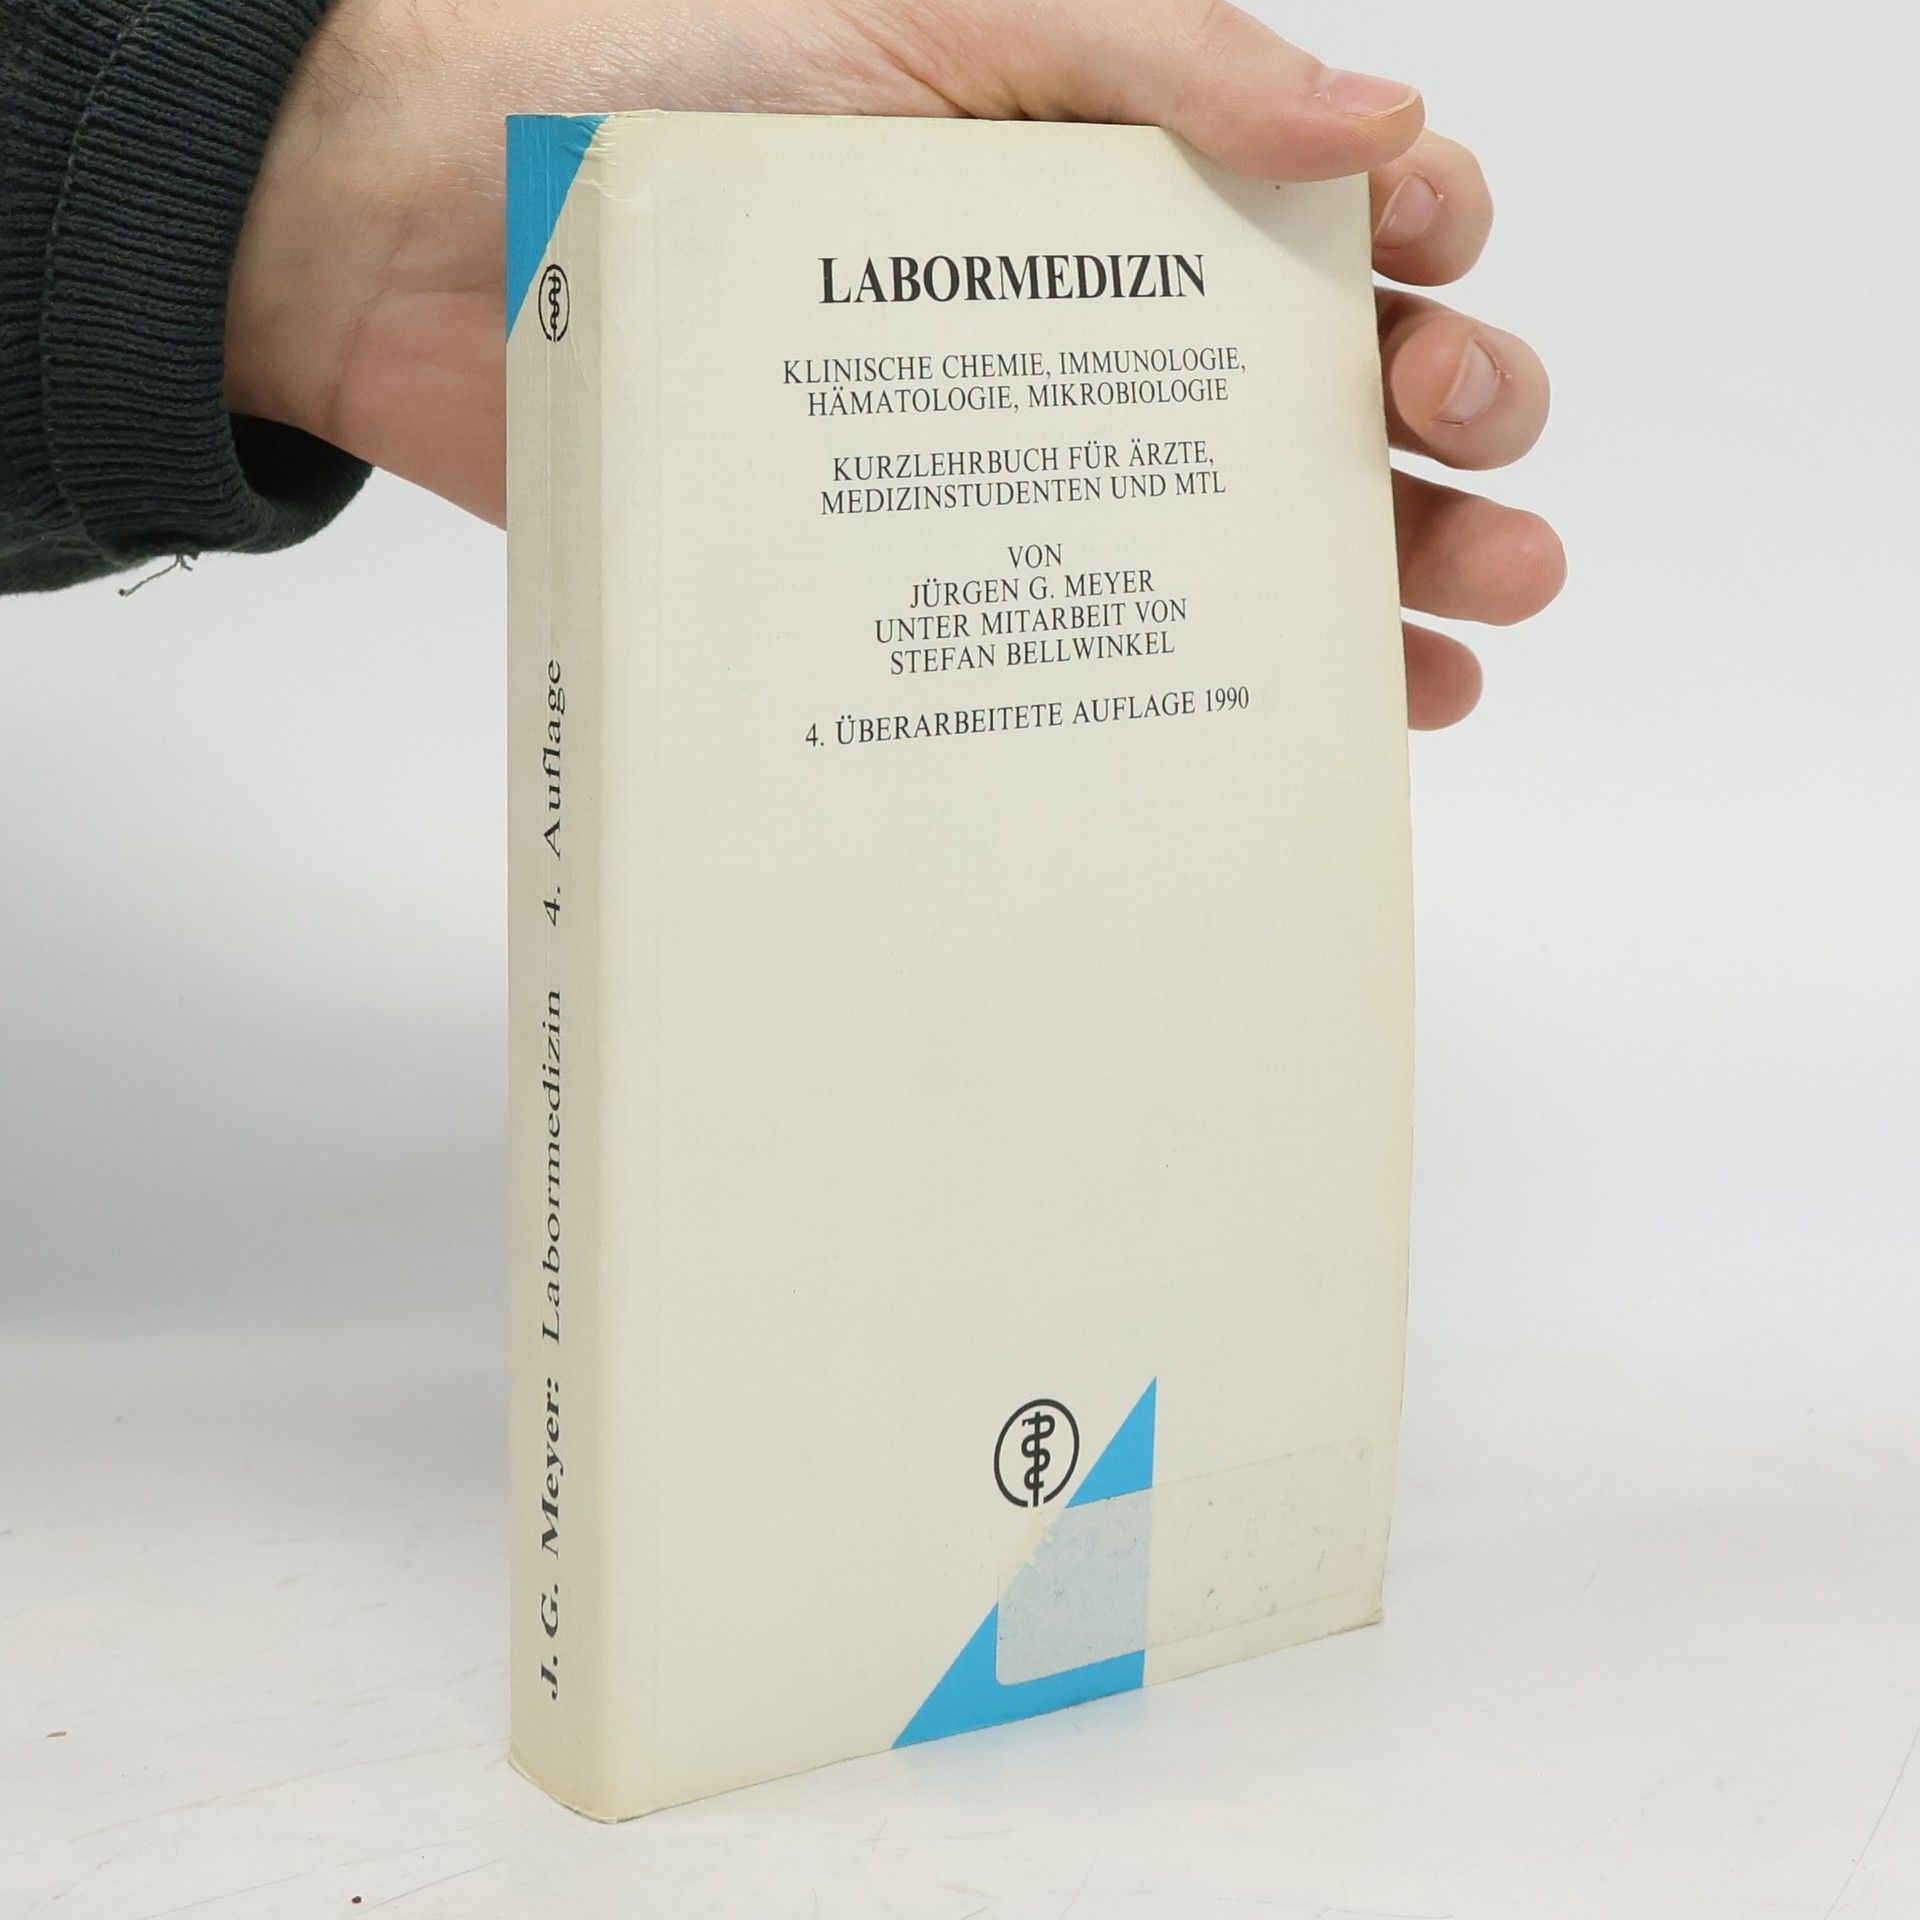 LABORMEDIZIN
KLINISCHE CHEMIE, IMMUNOLOGIE,
HÄMATOLOGIE, MIKROBIOLOGIE
KURZLEHRBUCH FÜR ÄRZTE,
MEDIZINSTUDENTEN UND MTL
VON
JÜRGEN G. MEYER
UNTER MITARBEIT VON
STEFAN BELLWINKEL
4. ÜBERARBEITETE AUFLAGE 1990
J. G. Meyer: Labormedizin 4. Auflage